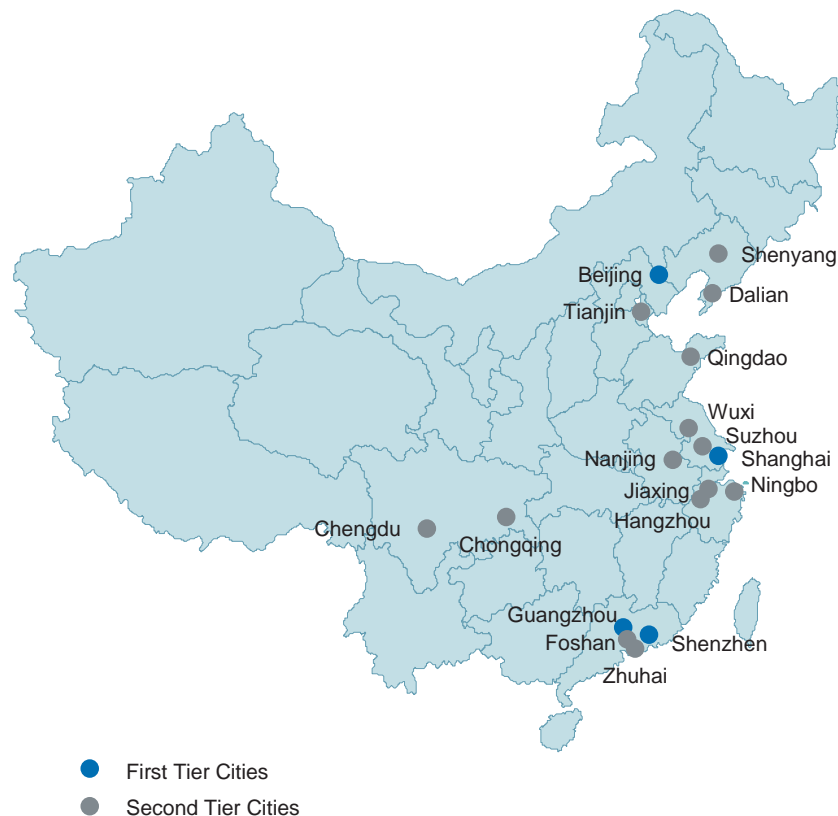 Shenyang
Beijing
Dalian
Tianjin
Qingdao
Wuxi
Suzhou
Nanjing
Shanghai
Jiaxing
Ningbo
Hangzhou
Chengdu
Chongqing
Guangzhou
Foshan
Shenzhen
Zhuhai
First Tier Cities
Second Tier Cities